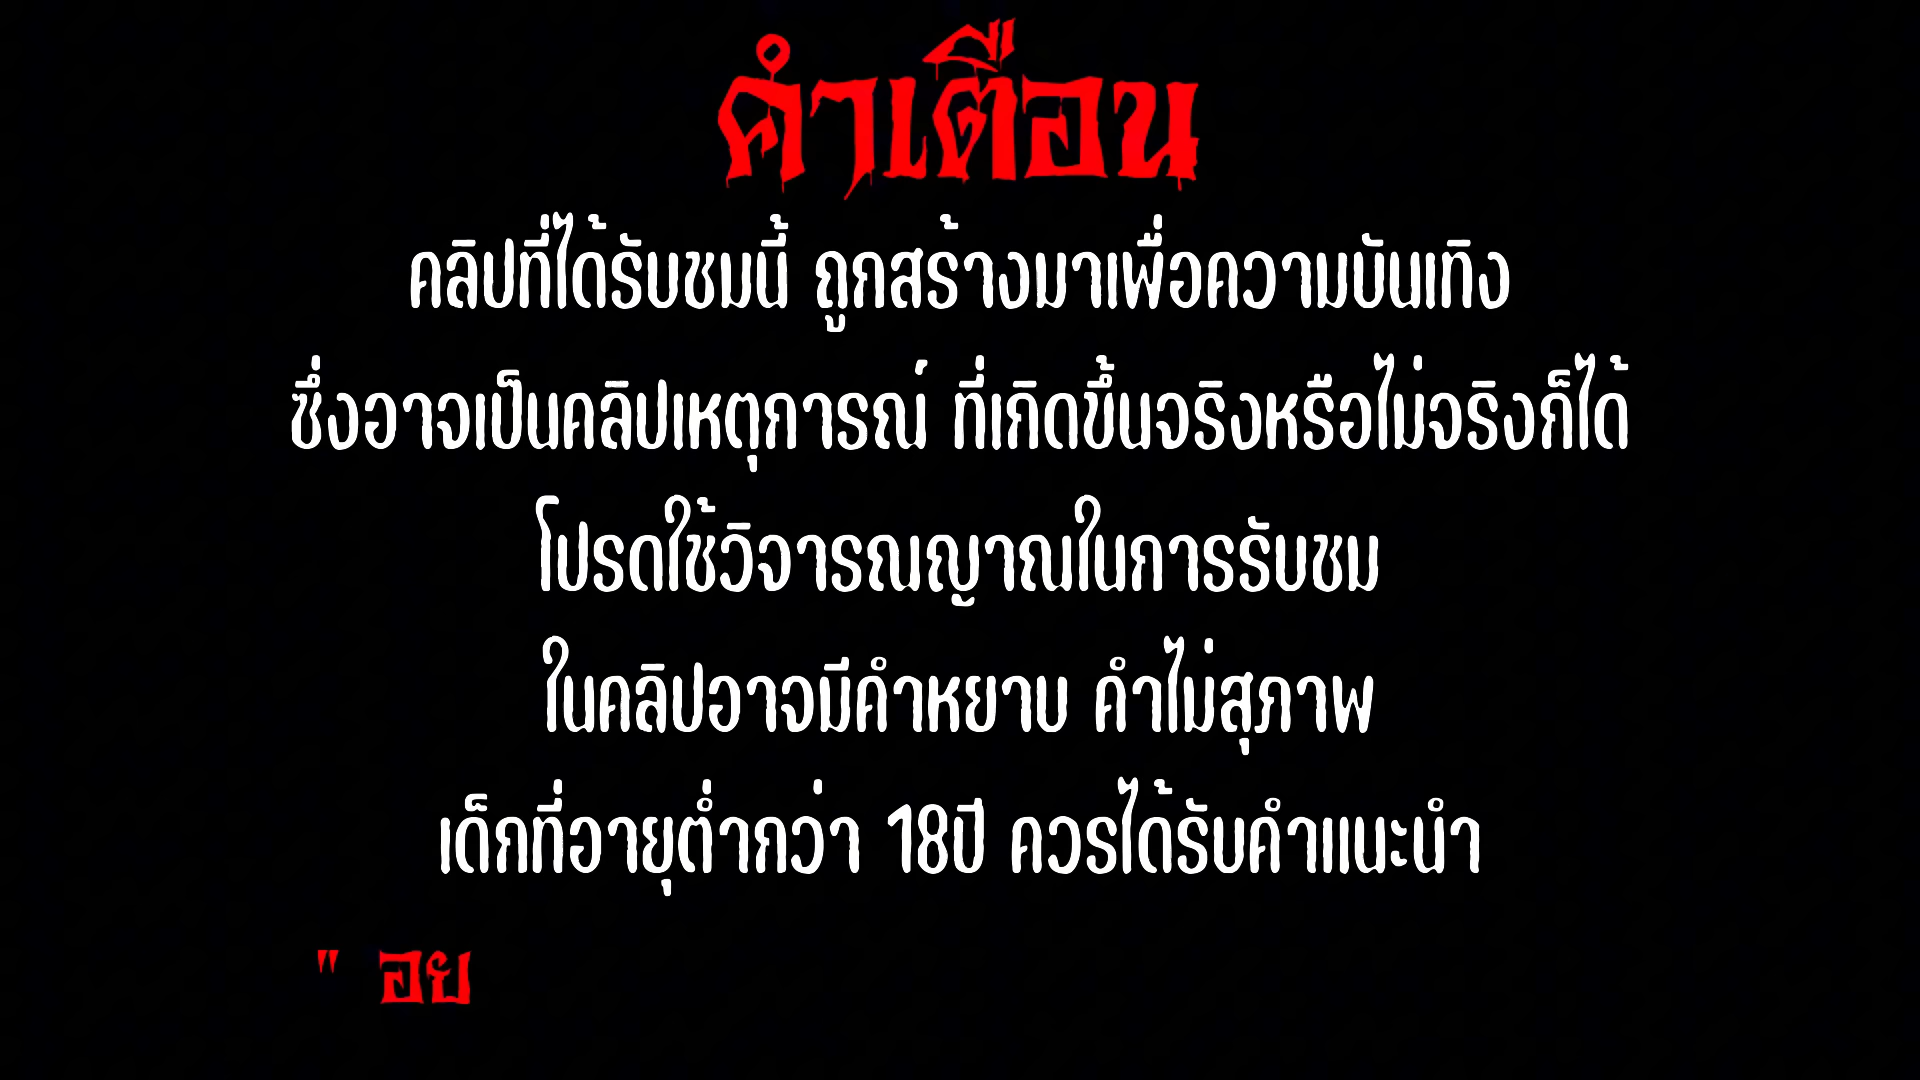 คำเตือน
คลิปที่ได้รับชมนี้ ถูกสร้างมาเพื่อความบันเทิง
ซึ่งอาจเป็นคลิปเหตุการณ์ ที่เกิดขึ้นจริงหรือไม่จริงก็ได้
โปรดใช้วิจารณญาณในการรับชม
ในคลิปอาจมีคำหยาบ คำไม่สุภาพ
เด็กที่อายุต่ำกว่า 18ปี ควรได้รับคำแนะนำ
" อย